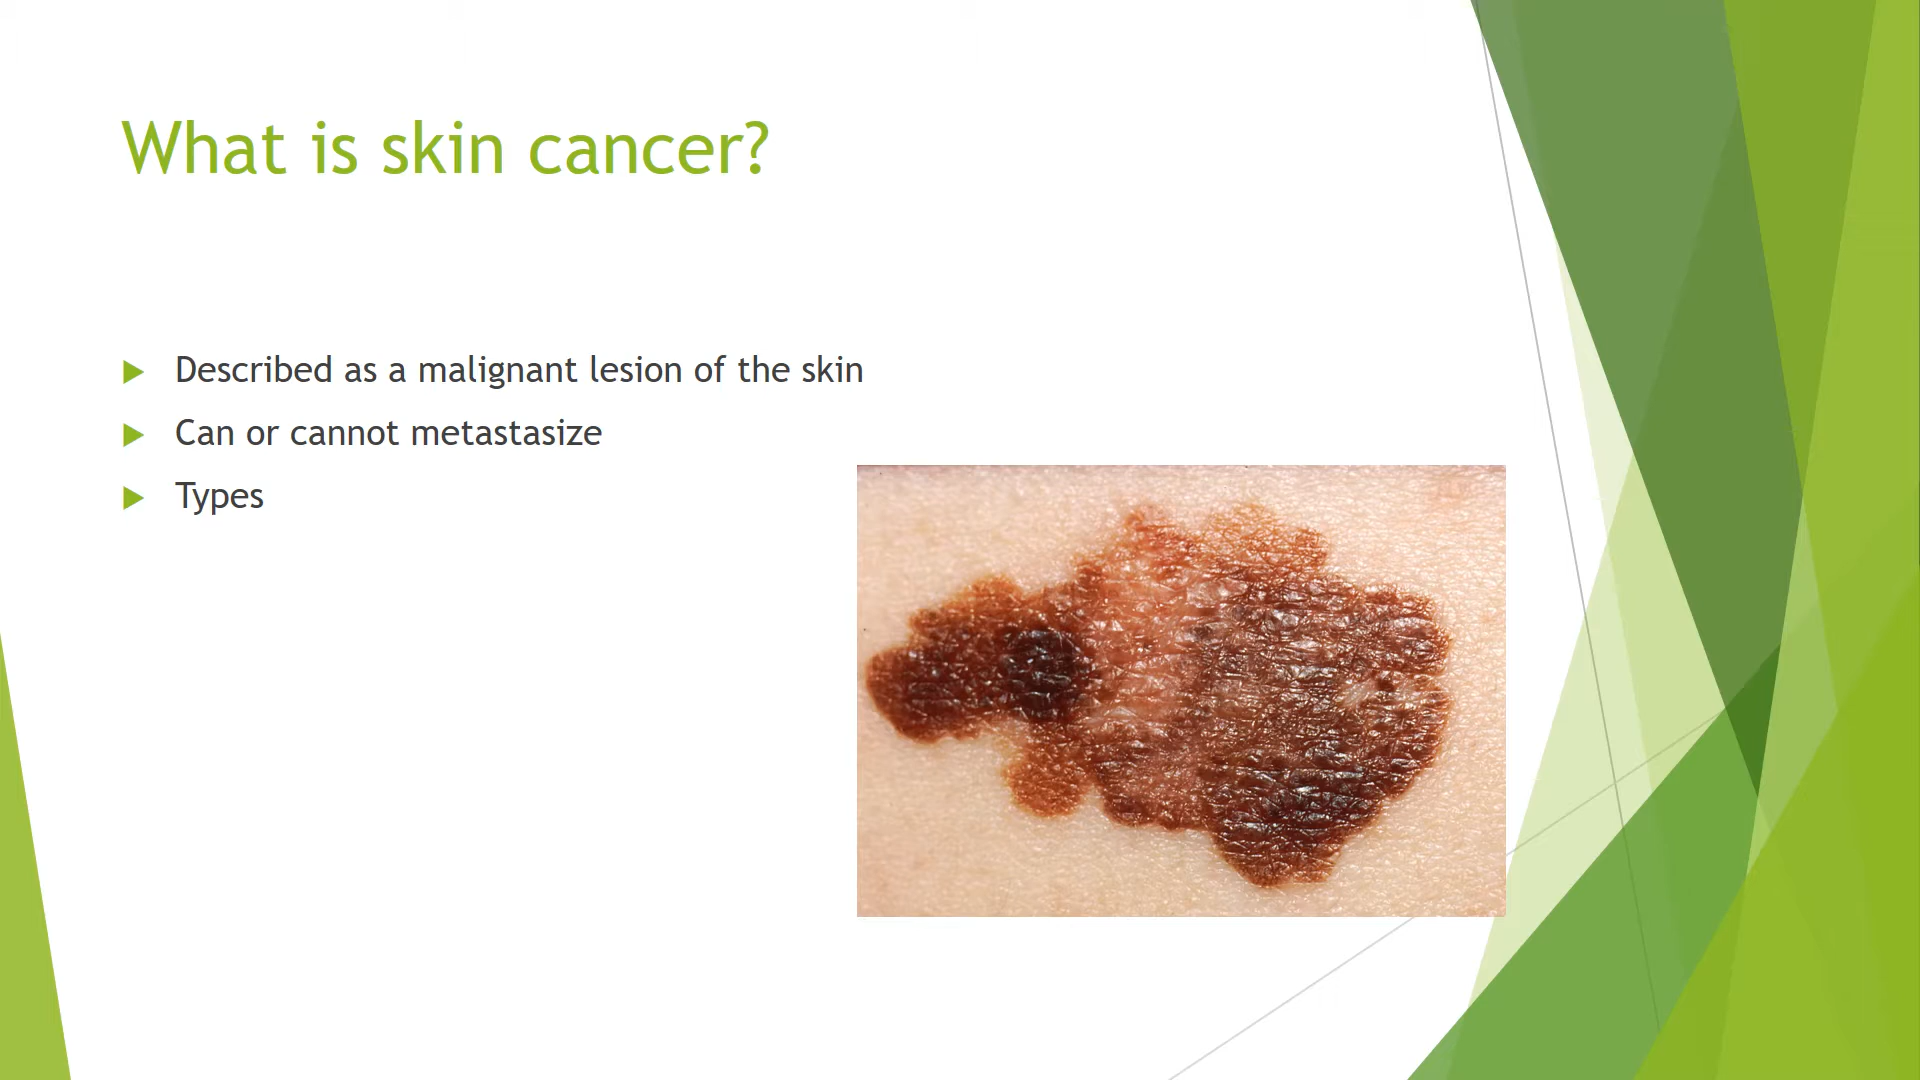 What is skin cancer?
Described as a malignant lesion of the skin
Can or cannot metastasize
Types